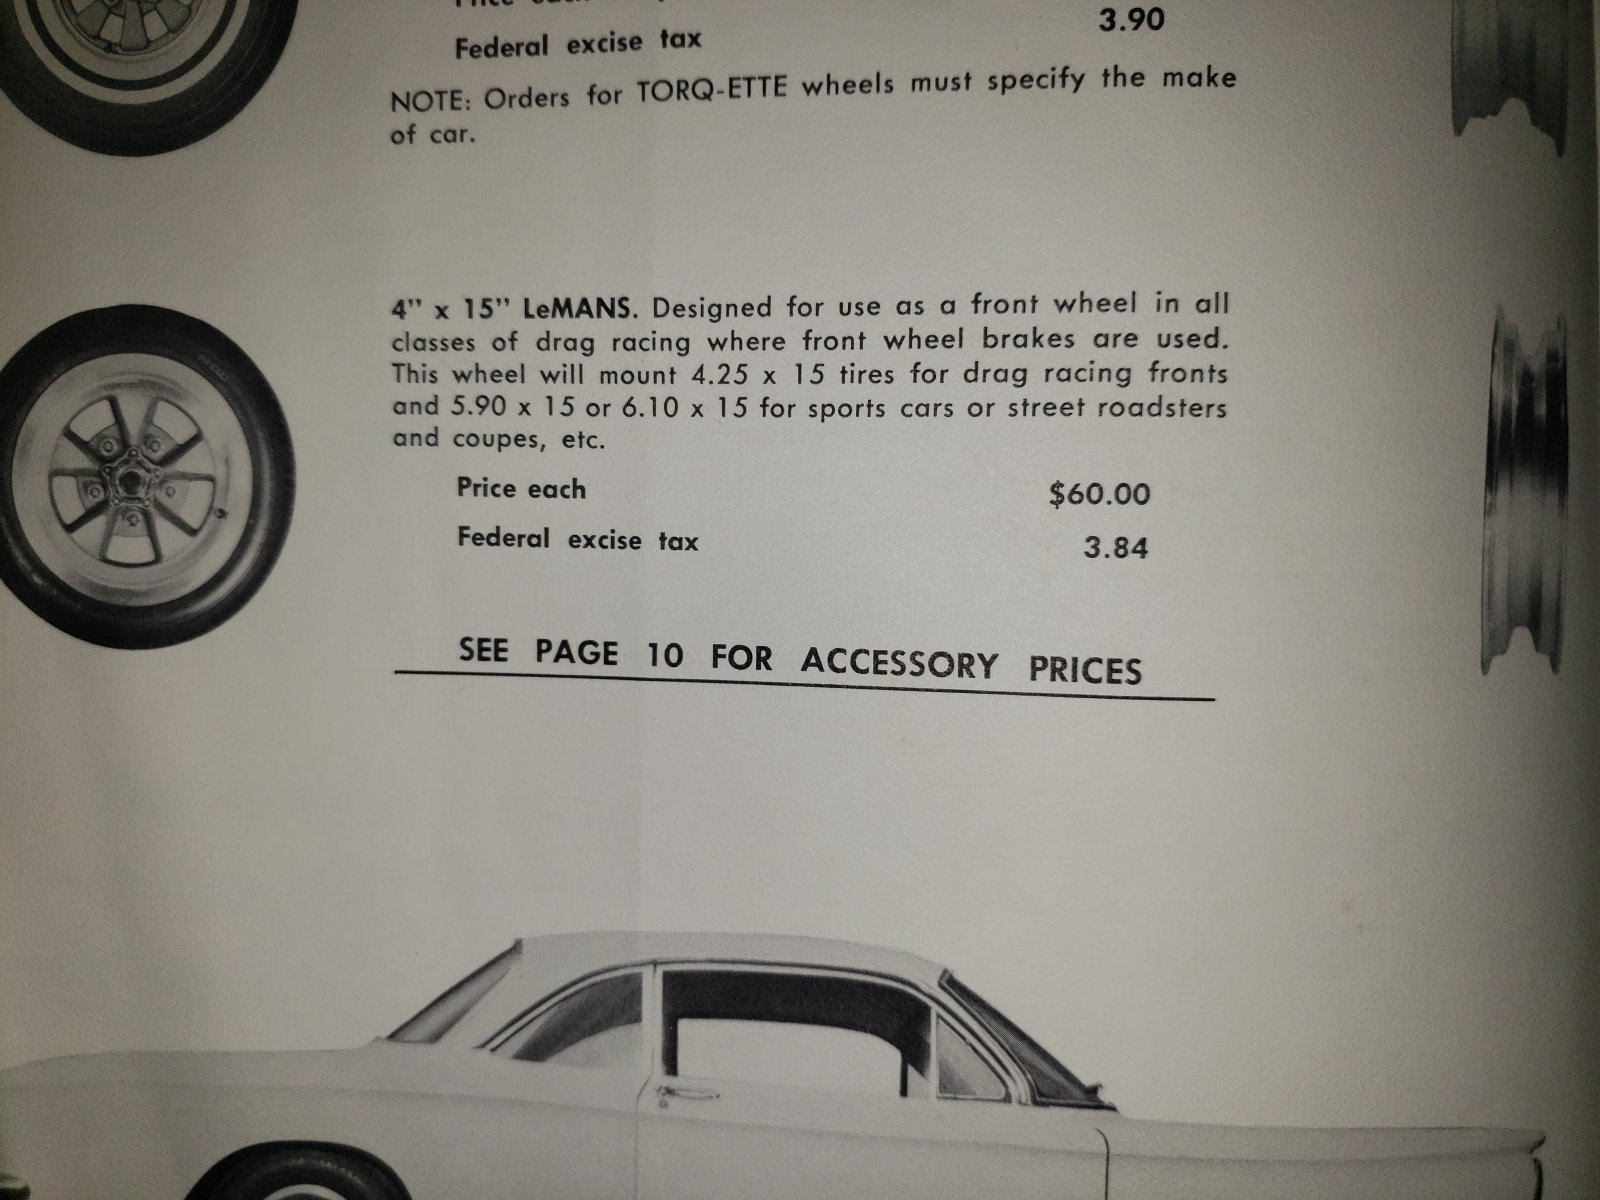 Price each
3.90
Federal excise tax
NOTE: Orders for TORQ-ETTE wheels must specify the make
of car.
4” x 15” LeMANS. Designed for use as a front wheel in all
classes of drag racing where front wheel brakes are used.
This wheel will mount 4.25 x 15 tires for drag racing fronts
and 5.90 x 15 or 6.10 x 15 for sports cars or street roadsters
and coupes, etc.
Price each $60.00
Federal excise tax 3.84
SEE PAGE 10 FOR ACCESSORY PRICES